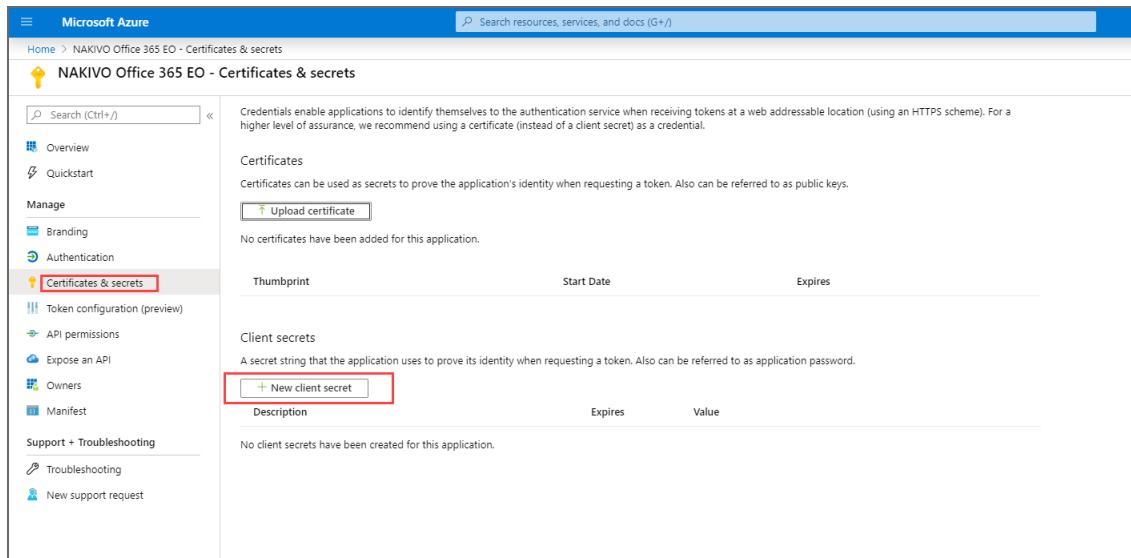 Microsoft Azure
Search resources, services, and docs (G+/)
Home > NAKIVO Office 365 EO - Certificates & secrets
NAKIVO Office 365 EO - Certificates & secrets
Search (Ctrl+/)
«
Overview
Quickstart
Manage
Branding
Authentication
Certificates & secrets
Token configuration (preview)
API permissions
Expose an API
Owners
Manifest
Support + Troubleshooting
Troubleshooting
New support request
Credentials enable applications to identify themselves to the authentication service when receiving tokens at a web addressable location (using an HTTPS scheme). For a
higher level of assurance, we recommend using a certificate (instead of a client secret) as a credential.
Certificates
Certificates can be used as secrets to prove the application's identity when requesting a token. Also can be referred to as public keys.
Upload certificate
No certificates have been added for this application.
Thumbprint Start Date Expires
Client secrets
A secret string that the application uses to prove its identity when requesting a token. Also can be referred to as application password.
New client secret
Description Expires Value
No client secrets have been created for this application.